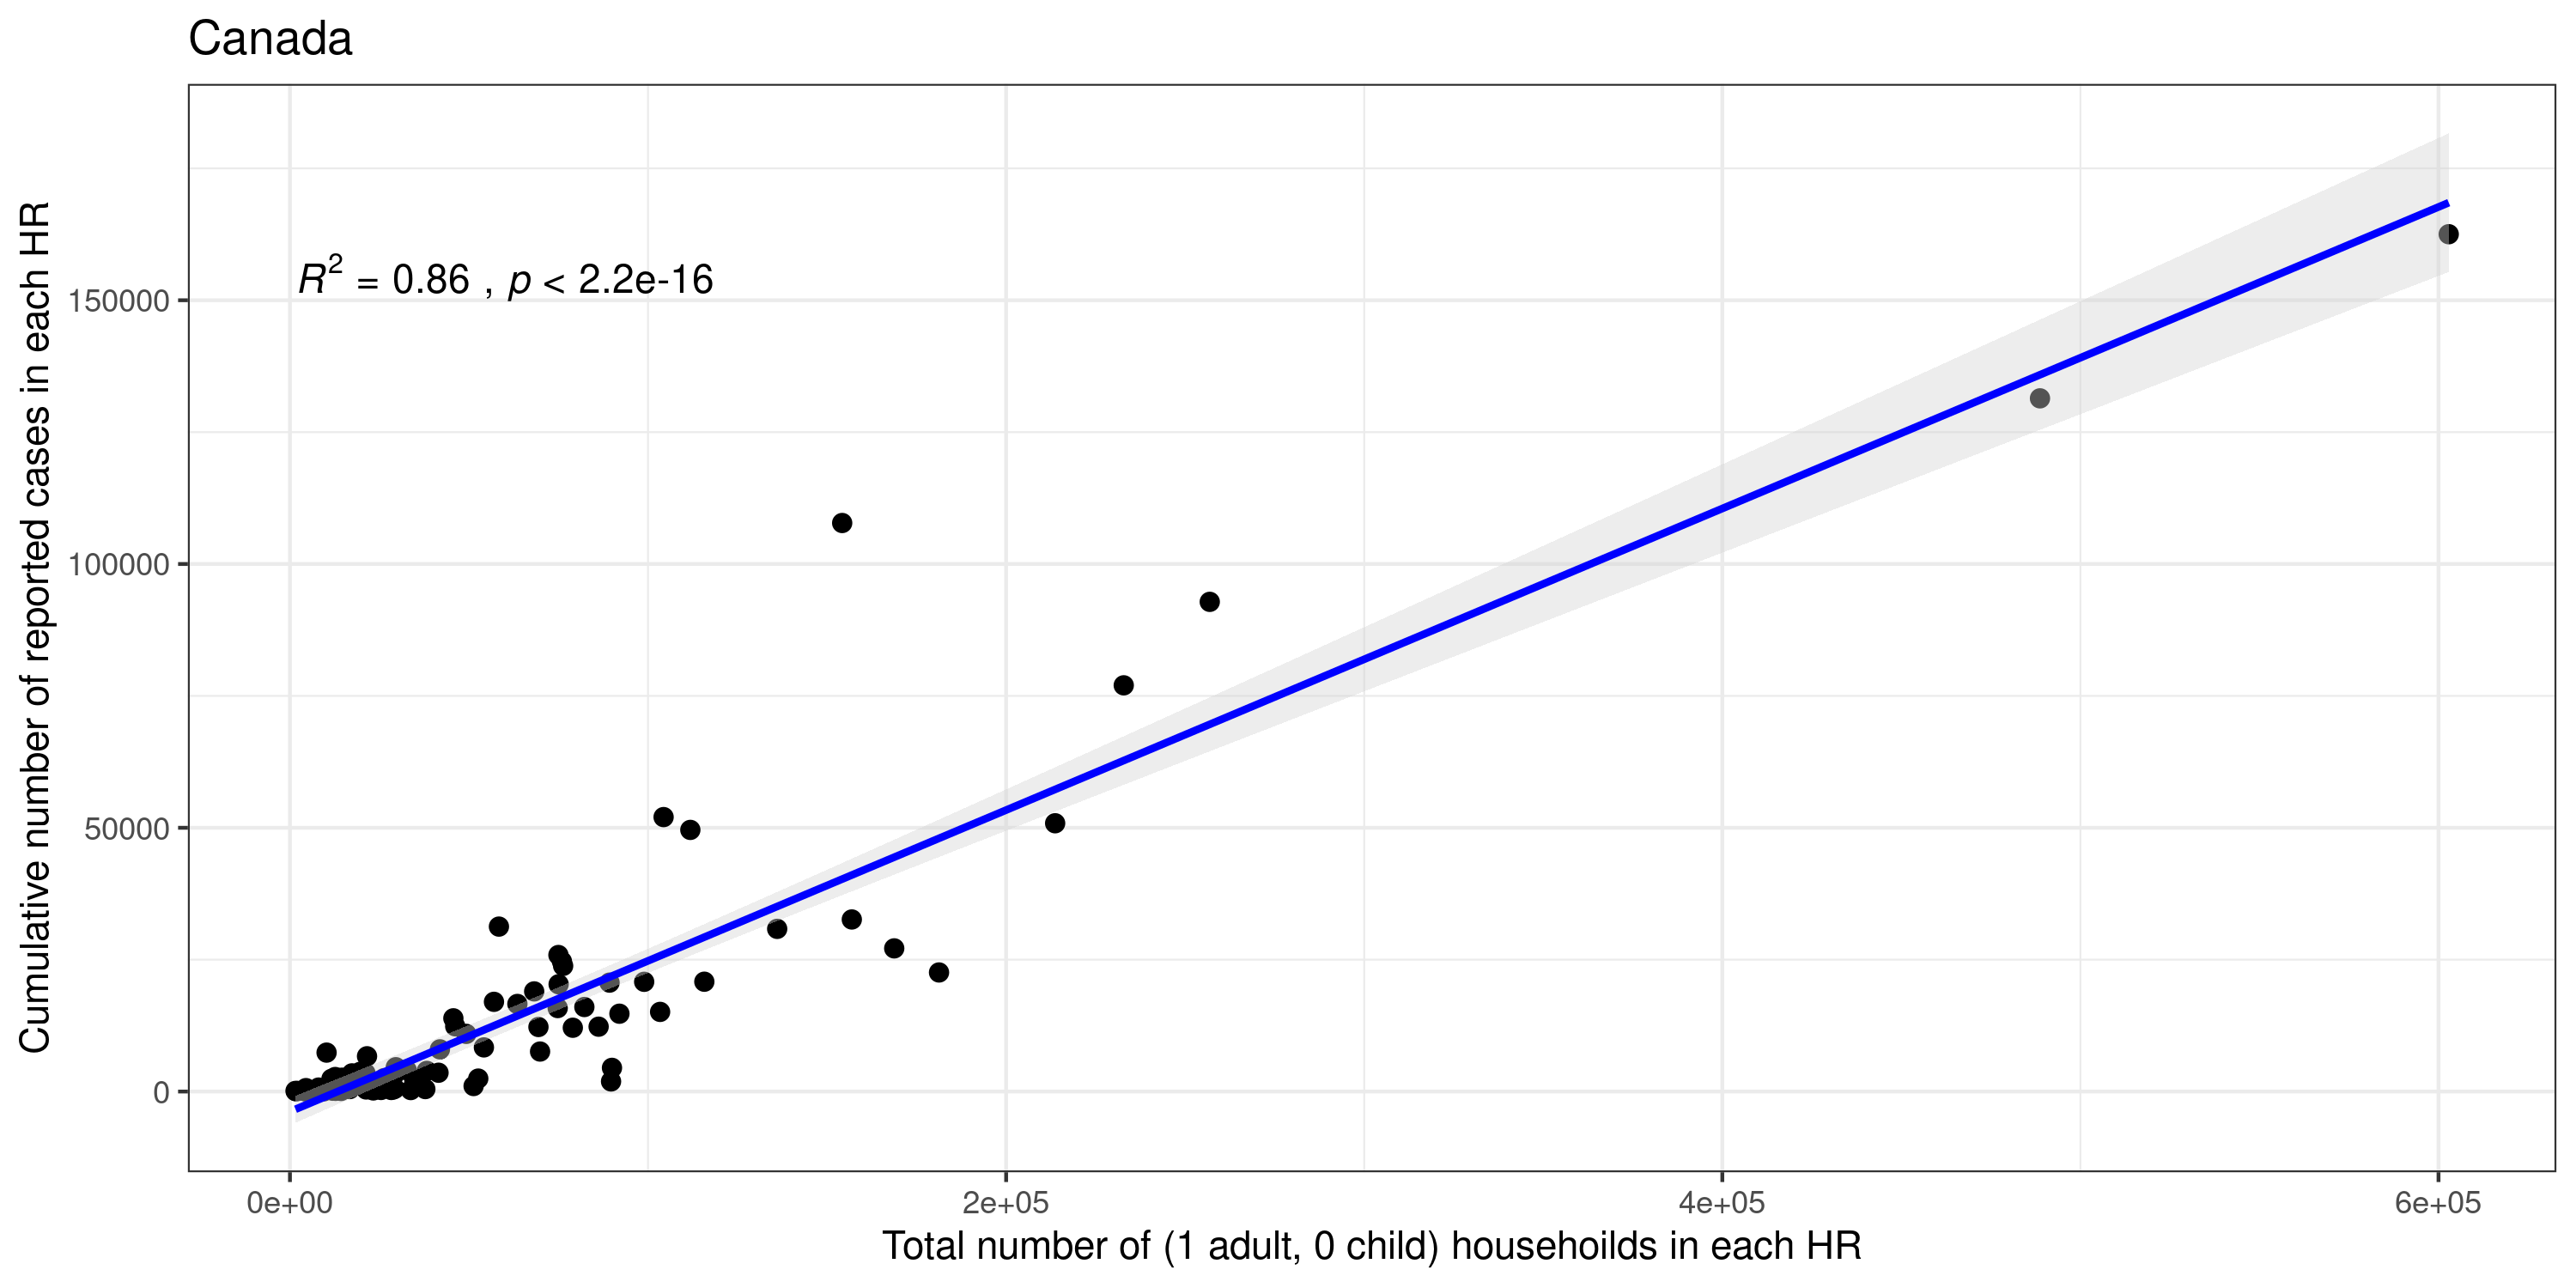 Canada
R² = 0.86 , p < 2.2e-16
Cumulative number of reported cases in each HR
150000
100000
50000
0
0e+00
2e+05
4e+05
6e+05
Total number of (1 adult, 0 child) househoilds in each HR